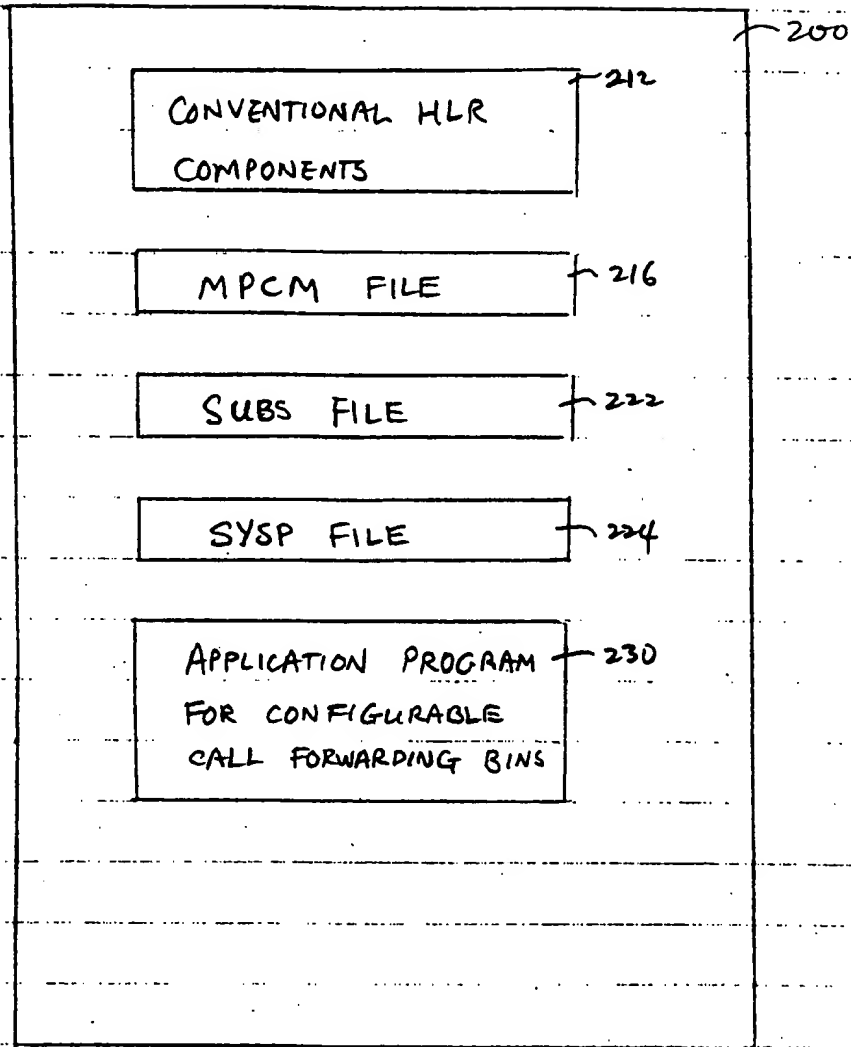 200
212
CONVENTIONAL HLR
COMPONENTS
MPCM FILE 216
SUBS FILE 222
SYSP FILE 224
APPLICATION PROGRAM 230
FOR CONFIGURABLE
CALL FORWARDING BINS